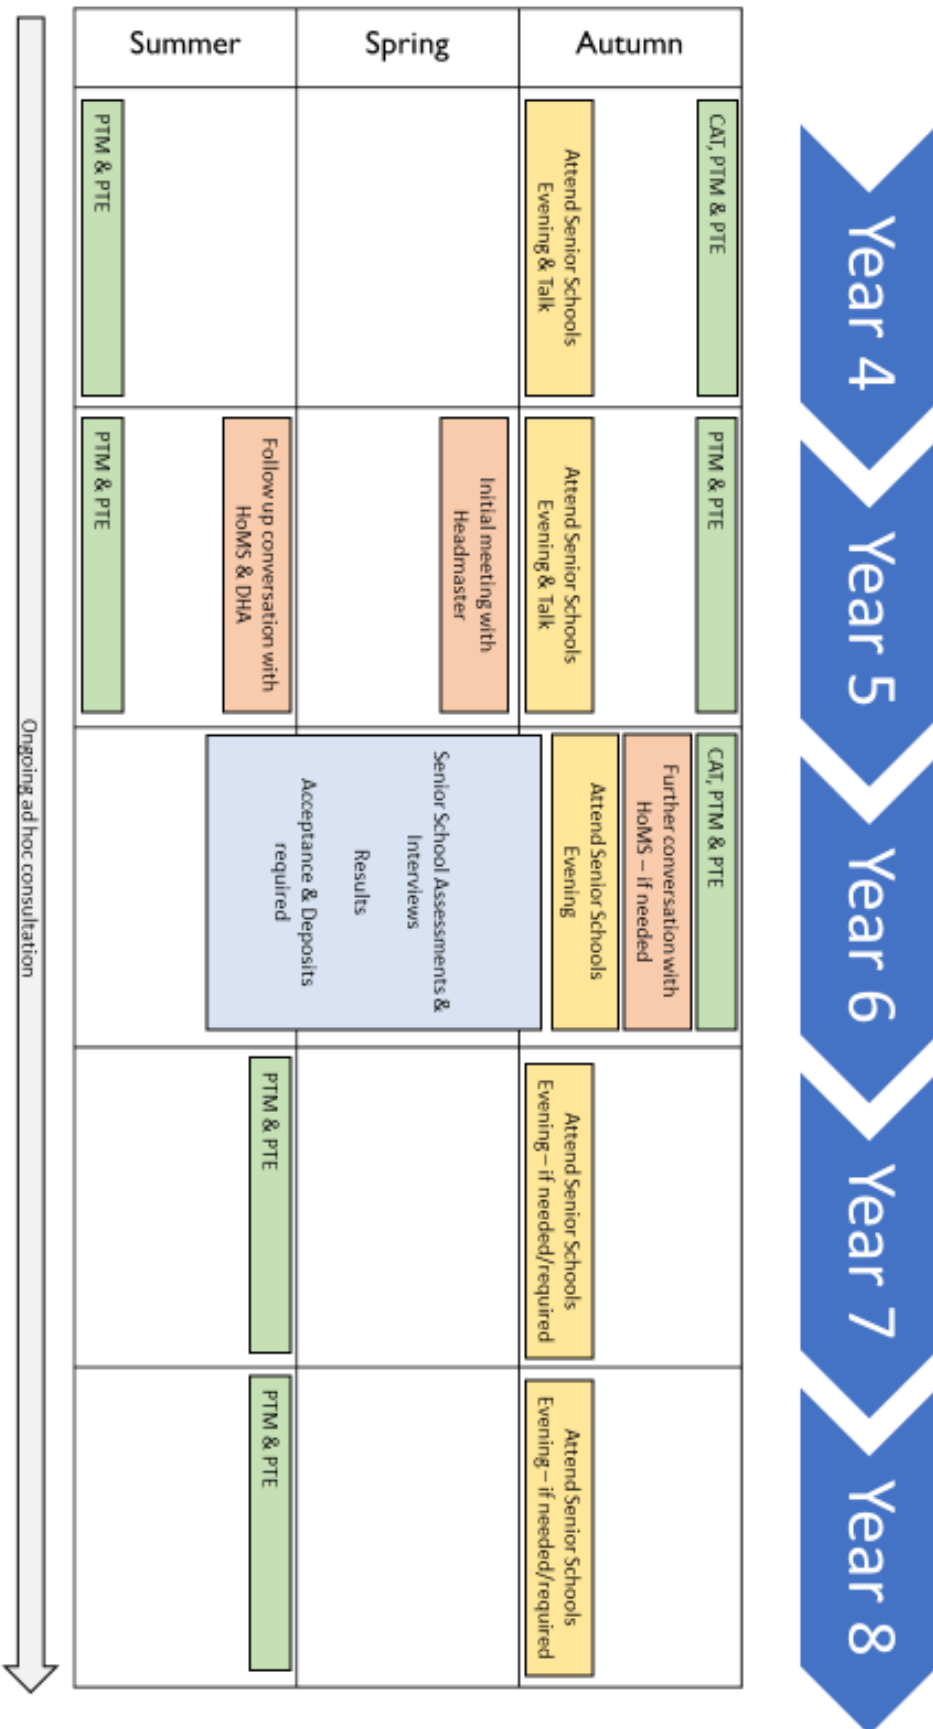 Year 4
Year 5
Year 6
Year 7
Year 8
Autumn
CAT, PTM & PTE
Attend Senior Schools
Evening & Talk
PTM & PTE
Attend Senior Schools
Evening & Talk
CAT, PTM & PTE
Further conversation with
HoMS – if needed
Attend Senior Schools
Evening
Attend Senior Schools
Evening – if needed/required
Attend Senior Schools
Evening – if needed/required
Spring
Initial meeting with
Headmaster
Senior School Assessments &
Interviews
Results
Acceptance & Deposits
required
Summer
PTM & PTE
Follow up conversation with
HoMS & DHA
PTM & PTE
PTM & PTE
PTM & PTE
Ongoing ad hoc consultation